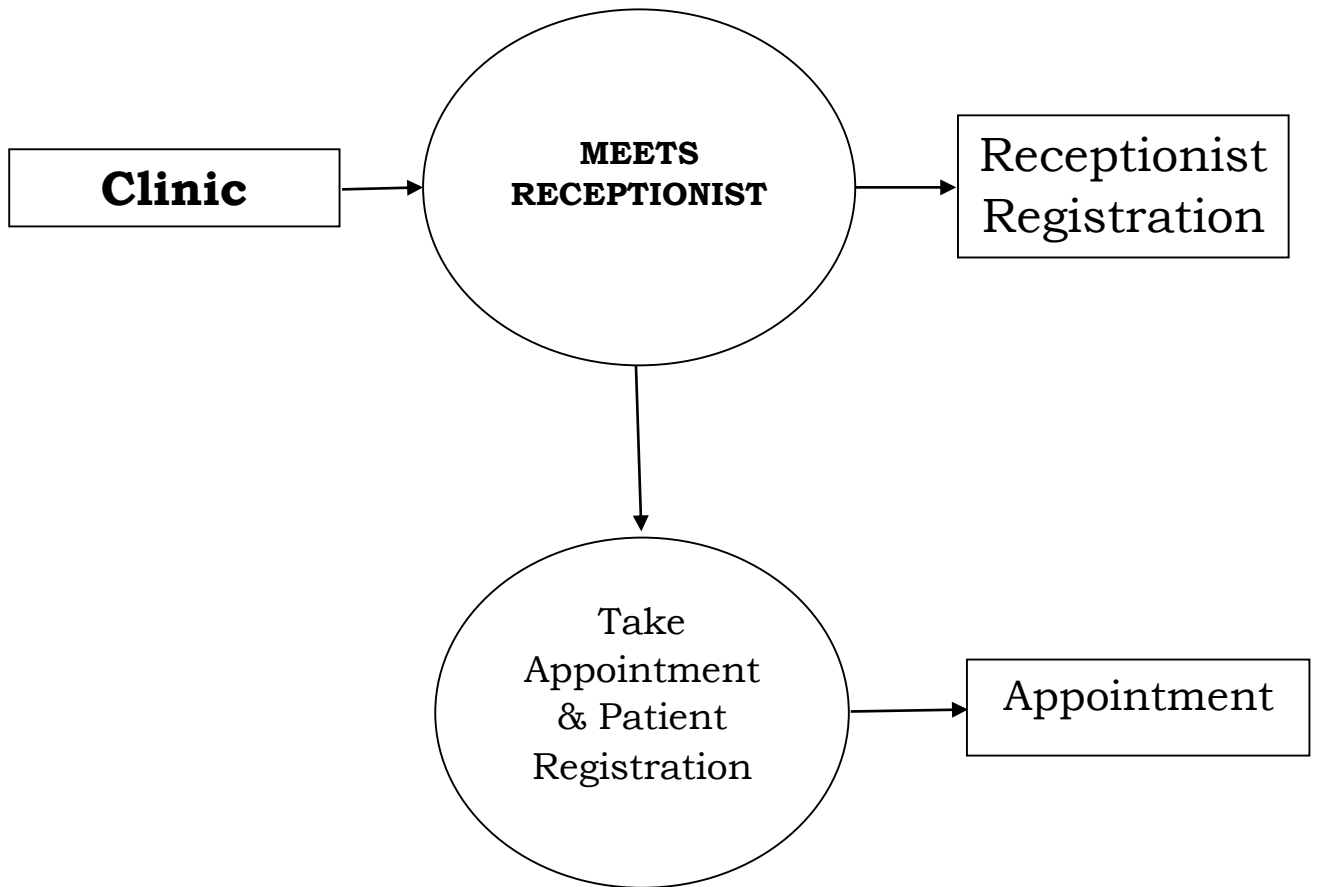 Clinic
MEETS
RECEPTIONIST
Receptionist
Registration
Take
Appointment
& Patient
Registration
Appointment